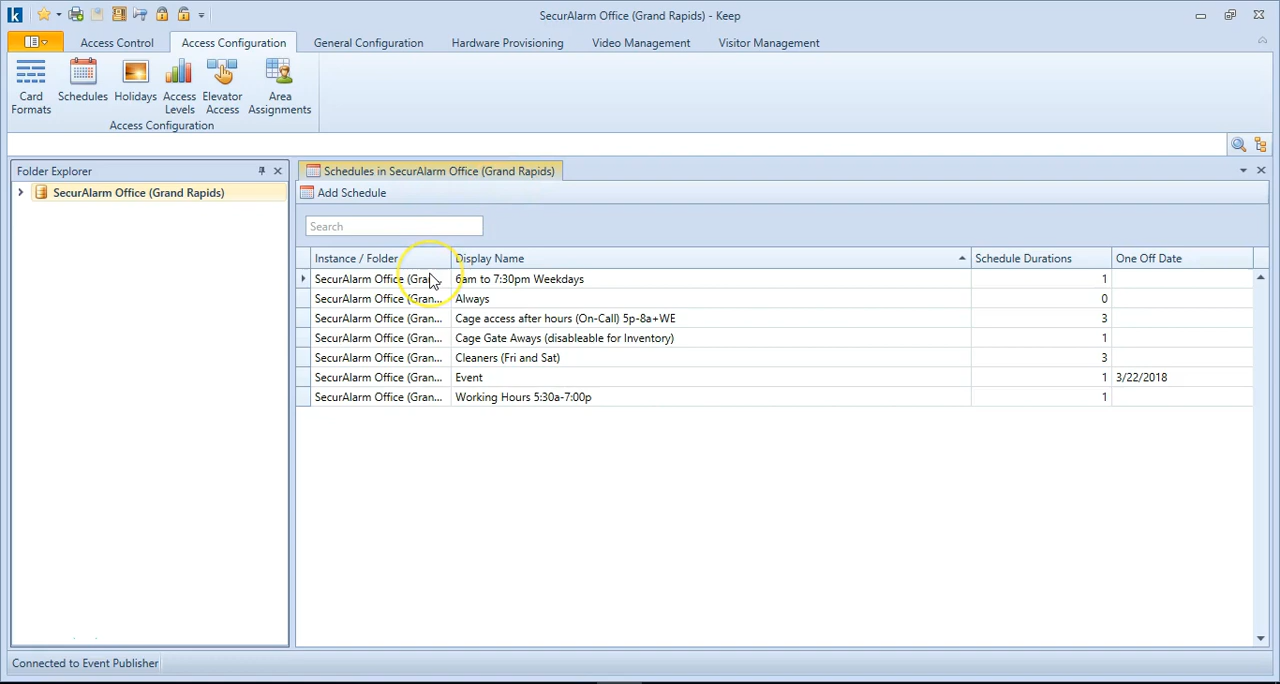 k
SecurAlarm Office (Grand Rapids) - Keep
Access Control
Access Configuration
General Configuration
Hardware Provisioning
Video Management
Visitor Management
Card Formats
Schedules
Holidays
Access Levels
Elevator Access
Area Assignments
Access Configuration
Folder Explorer
SecurAlarm Office (Grand Rapids)
Schedules in SecurAlarm Office (Grand Rapids)
Add Schedule
Search
Instance / Folder Display Name Schedule Durations One Off Date
SecurAlarm Office (Gran... 6am to 7:30pm Weekdays 1
SecurAlarm Office (Gran... Always 0
SecurAlarm Office (Gran... Cage access after hours (On-Call) 5p-8a+WE 3
SecurAlarm Office (Gran... Cage Gate Aways (disableable for Inventory) 1
SecurAlarm Office (Gran... Cleaners (Fri and Sat) 3
SecurAlarm Office (Gran... Event 1 3/22/2018
SecurAlarm Office (Gran... Working Hours 5:30a-7:00p 1
Connected to Event Publisher